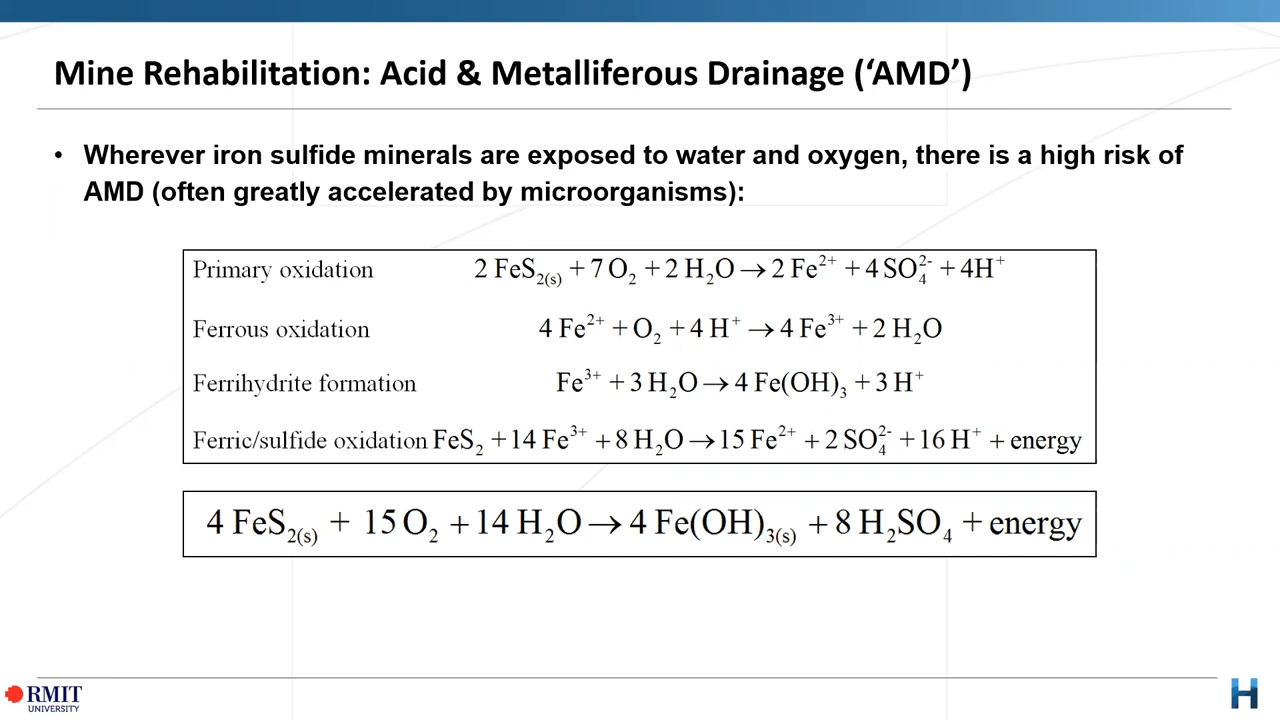 Mine Rehabilitation: Acid & Metalliferous Drainage (‘AMD’)
• Wherever iron sulfide minerals are exposed to water and oxygen, there is a high risk of
AMD (often greatly accelerated by microorganisms):
Primary oxidation 2 FeS₂₍ₛ₎ + 7 O₂ + 2 H₂O → 2 Fe²⁺ + 4 SO₄²⁻ + 4H⁺
Ferrous oxidation 4 Fe²⁺ + O₂ + 4 H⁺ → 4 Fe³⁺ + 2 H₂O
Ferrihydrite formation Fe³⁺ + 3 H₂O → 4 Fe(OH)₃ + 3 H⁺
Ferric/sulfide oxidation FeS₂ + 14 Fe³⁺ + 8 H₂O → 15 Fe²⁺ + 2 SO₄²⁻ + 16 H⁺ + energy
4 FeS₂₍ₛ₎ + 15 O₂ + 14 H₂O → 4 Fe(OH)₃₍ₛ₎ + 8 H₂SO₄ + energy
RMIT
UNIVERSITY
H